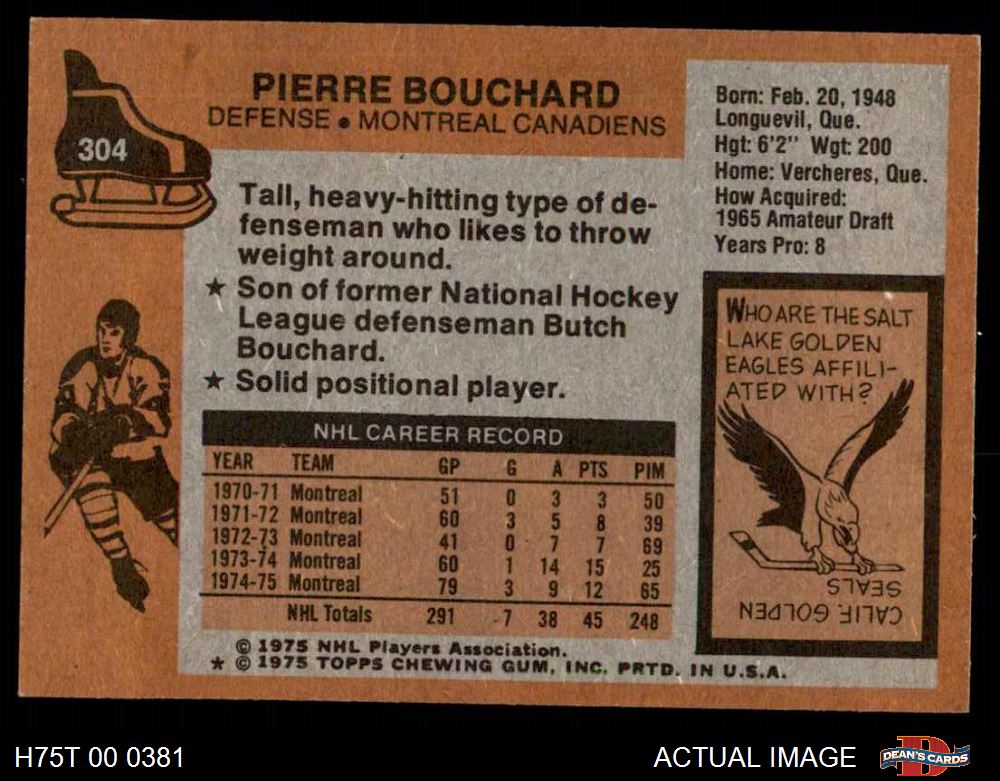 304
PIERRE BOUCHARD
DEFENSE • MONTREAL CANADIENS
Born: Feb. 20, 1948
Longuevil, Que.
Hgt: 6'2" Wgt: 200
Home: Vercheres, Que.
How Acquired:
1965 Amateur Draft
Years Pro: 8
Tall, heavy-hitting type of de-
fenseman who likes to throw
weight around.
★ Son of former National Hockey
League defenseman Butch
Bouchard.
★ Solid positional player.
NHL CAREER RECORD
YEAR TEAM GP G A PTS PIM
1970-71 Montreal 51 0 3 3 50
1971-72 Montreal 60 3 5 8 39
1972-73 Montreal 41 0 7 7 69
1973-74 Montreal 60 1 14 15 25
1974-75 Montreal 79 3 9 12 65
NHL Totals 291 7 38 45 248
© 1975 NHL Players Association.
★ © 1975 TOPPS CHEWING GUM, INC. PRTD. IN U.S.A.
WHO ARE THE SALT
LAKE GOLDEN
EAGLES AFFILI-
ATED WITH?
CALIF. GOLDEN
SEALS
H75T 00 0381
ACTUAL IMAGE
DEAN'S CARDS